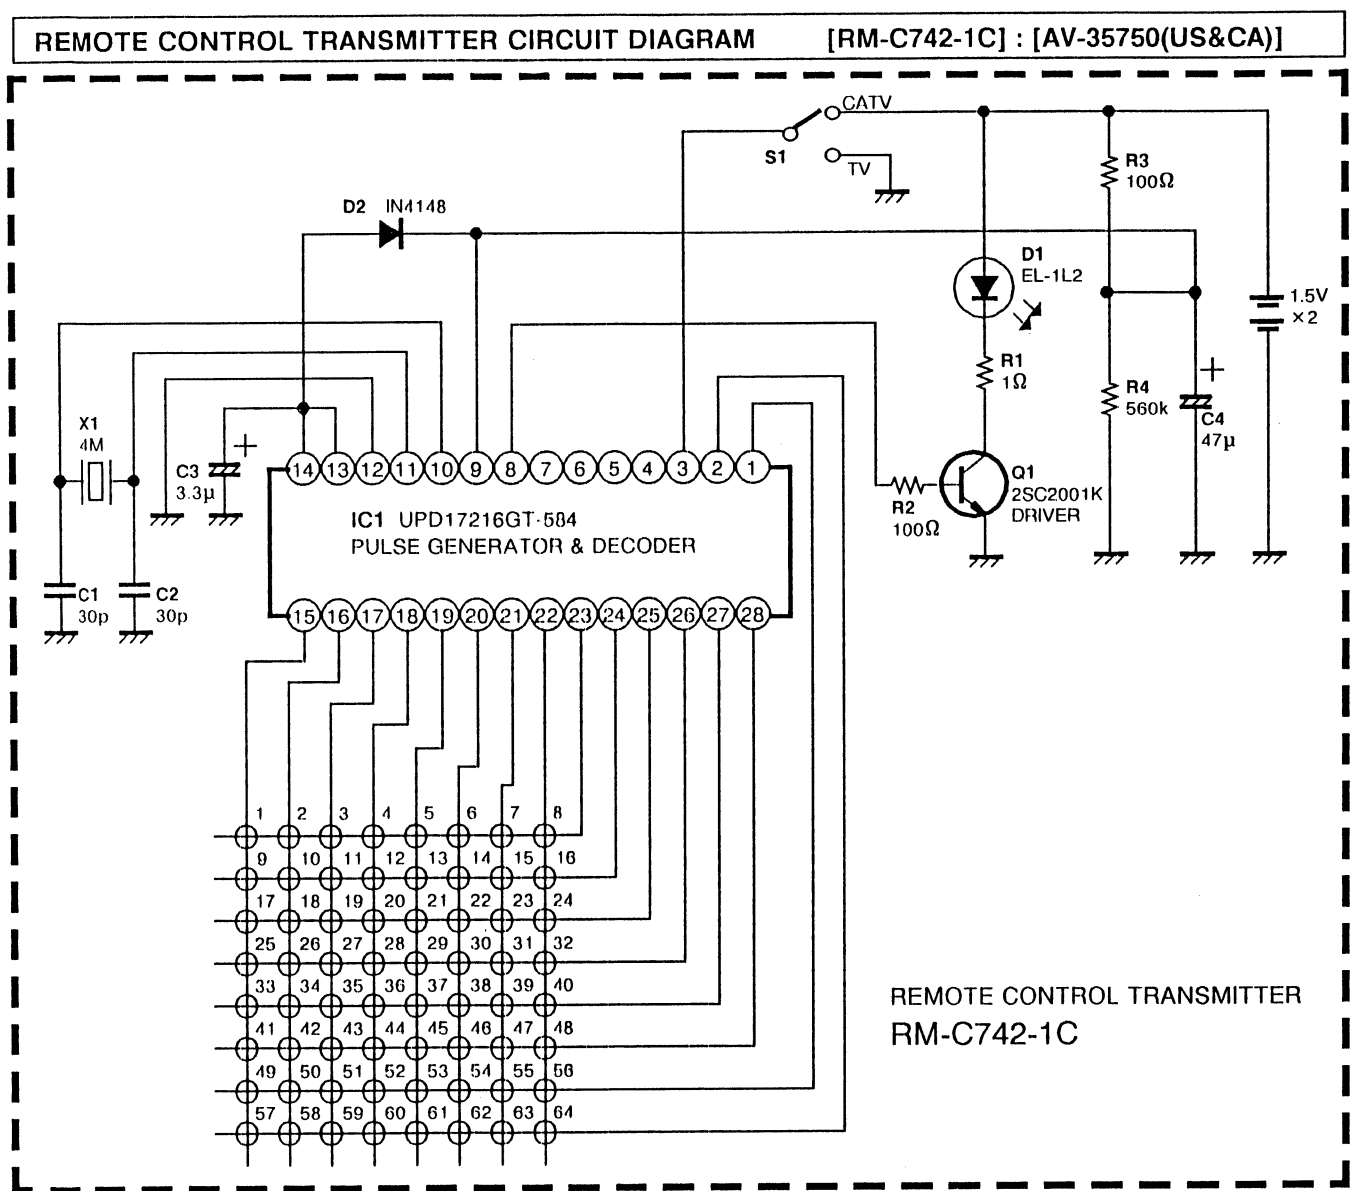 REMOTE CONTROL TRANSMITTER CIRCUIT DIAGRAM [RM-C742-1C] : [AV-35750(US&CA)]
CATV
S1
TV
R3
100Ω
D2 IN4148
D1
EL-1L2
1.5V
×2
R1
1Ω
R4
560k
+
C4
47µ
X1
4M
C3
3.3µ
+
14 13 12 11 10 9 8 7 6 5 4 3 2 1
R2
100Ω
Q1
2SC2001K
DRIVER
IC1 UPD17216GT-584
PULSE GENERATOR & DECODER
C1
30p
C2
30p
15 16 17 18 19 20 21 22 23 24 25 26 27 28
1 2 3 4 5 6 7 8
9 10 11 12 13 14 15 16
17 18 19 20 21 22 23 24
25 26 27 28 29 30 31 32
33 34 35 36 37 38 39 40
41 42 43 44 45 46 47 48
49 50 51 52 53 54 55 56
57 58 59 60 61 62 63 64
REMOTE CONTROL TRANSMITTER
RM-C742-1C